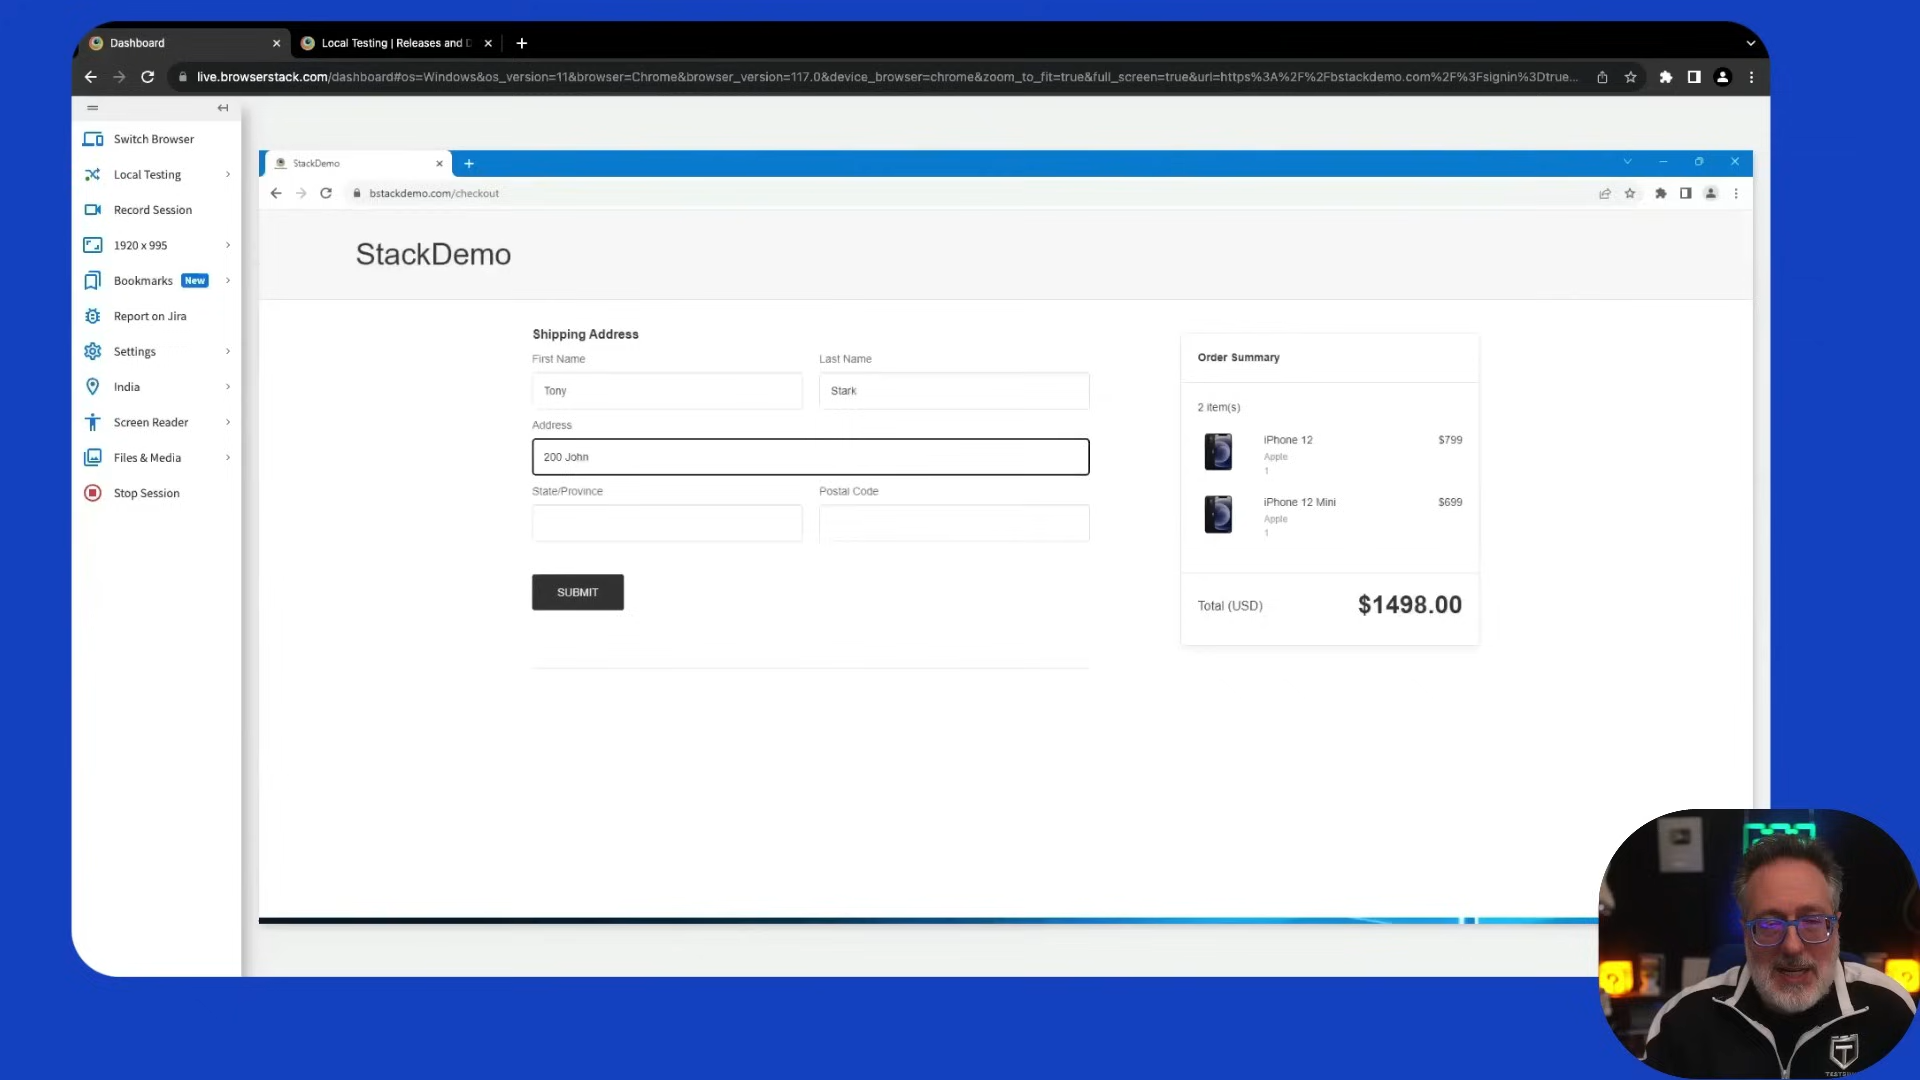 Dashboard
Local Testing | Releases and D
live.browserstack.com/dashboard#os=Windows&os_version=11&browser=Chrome&browser_version=117.0&device_browser=chrome&zoom_to_fit=true&full_screen=true&url=https%3A%2F%2Fbstackdemo.com%2F%3Fsignin%3Dtrue...
Switch Browser
Local Testing
Record Session
1920 x 995
Bookmarks New
Report on Jira
Settings
India
Screen Reader
Files & Media
Stop Session
StackDemo
bstackdemo.com/checkout
StackDemo
Shipping Address
First Name
Last Name
Tony
Stark
Address
200 John
State/Province
Postal Code
SUBMIT
Order Summary
2 item(s)
iPhone 12
$799
Apple
1
iPhone 12 Mini
$699
Apple
1
Total (USD)
$1498.00